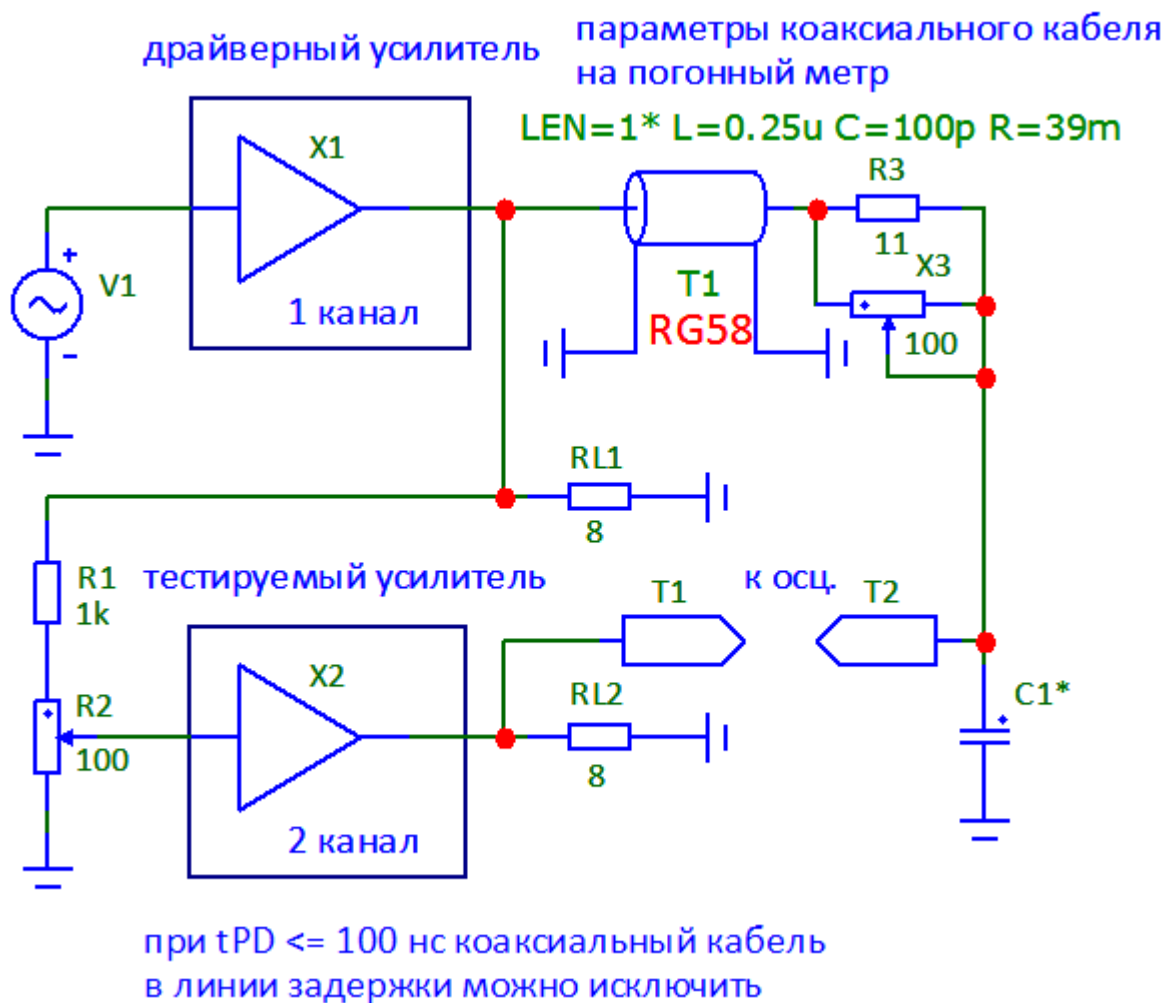 драйверный усилитель
параметры коаксиального кабеля
на погонный метр
LEN=1* L=0.25u C=100p R=39m
X1
R3
11
V1
1 канал
T1
RG58
X3
100
RL1
8
R1
1k
тестируемый усилитель
к осц.
T1
T2
X2
R2
100
RL2
8
C1*
2 канал
при tPD <= 100 нс коаксиальный кабель
в линии задержки можно исключить